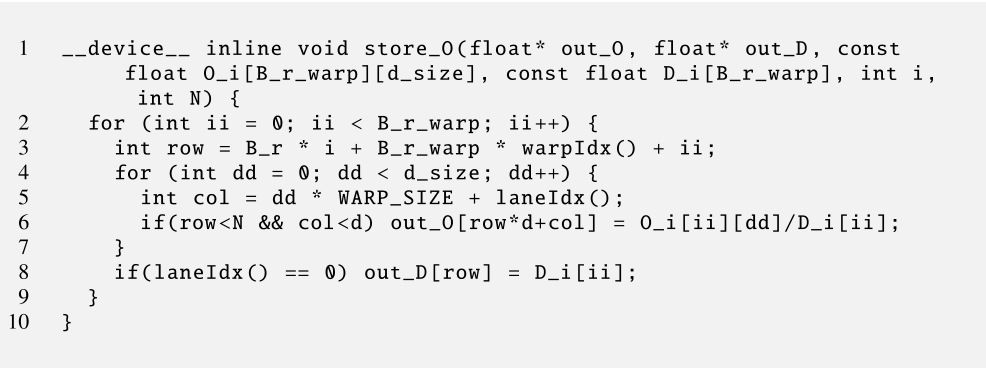 1 __device__ inline void store_O(float* out_O, float* out_D, const
float O_i[B_r_warp][d_size], const float D_i[B_r_warp], int i,
int N) {
2 for (int ii = 0; ii < B_r_warp; ii++) {
3 int row = B_r * i + B_r_warp * warpIdx() + ii;
4 for (int dd = 0; dd < d_size; dd++) {
5 int col = dd * WARP_SIZE + laneIdx();
6 if(row<N && col<d) out_O[row*d+col] = O_i[ii][dd]/D_i[ii];
7 }
8 if(laneIdx() == 0) out_D[row] = D_i[ii];
9 }
10 }